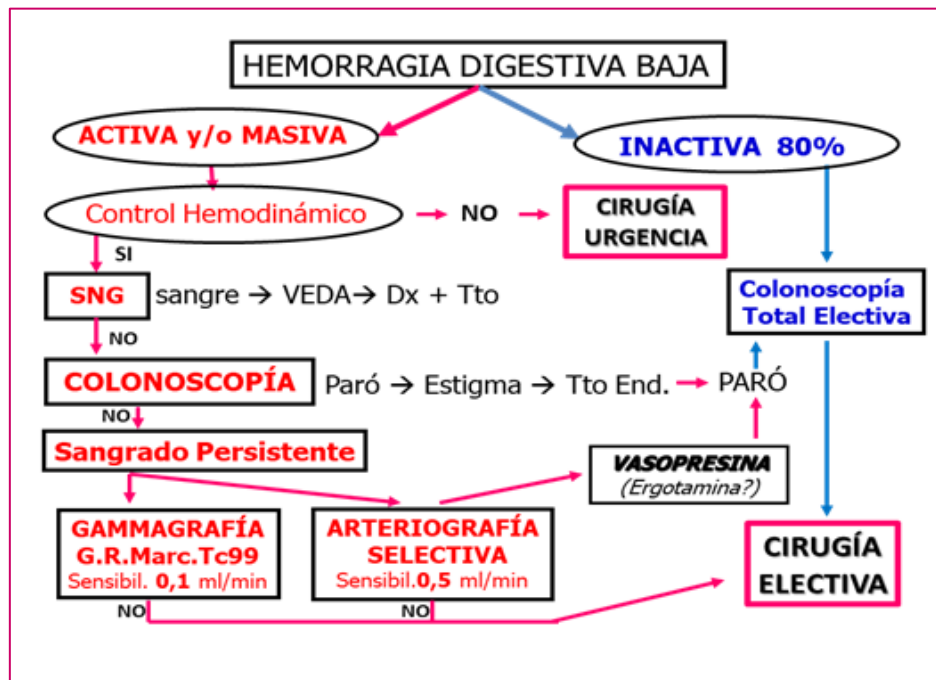 HEMORRAGIA DIGESTIVA BAJA
ACTIVA y/o MASIVA
INACTIVA 80%
Control Hemodinámico
NO
CIRUGÍA
URGENCIA
SI
SNG
sangre → VEDA→ Dx + Tto
Colonoscopía
Total Electiva
NO
COLONOSCOPÍA
Paró → Estigma → Tto End.
PARÓ
NO
Sangrado Persistente
VASOPRESINA
(Ergotamina?)
GAMMAGRAFÍA
G.R.Marc.Tc99
Sensibil. 0,1 ml/min
ARTERIOGRAFÍA
SELECTIVA
Sensibil.0,5 ml/min
CIRUGÍA
ELECTIVA
NO
NO